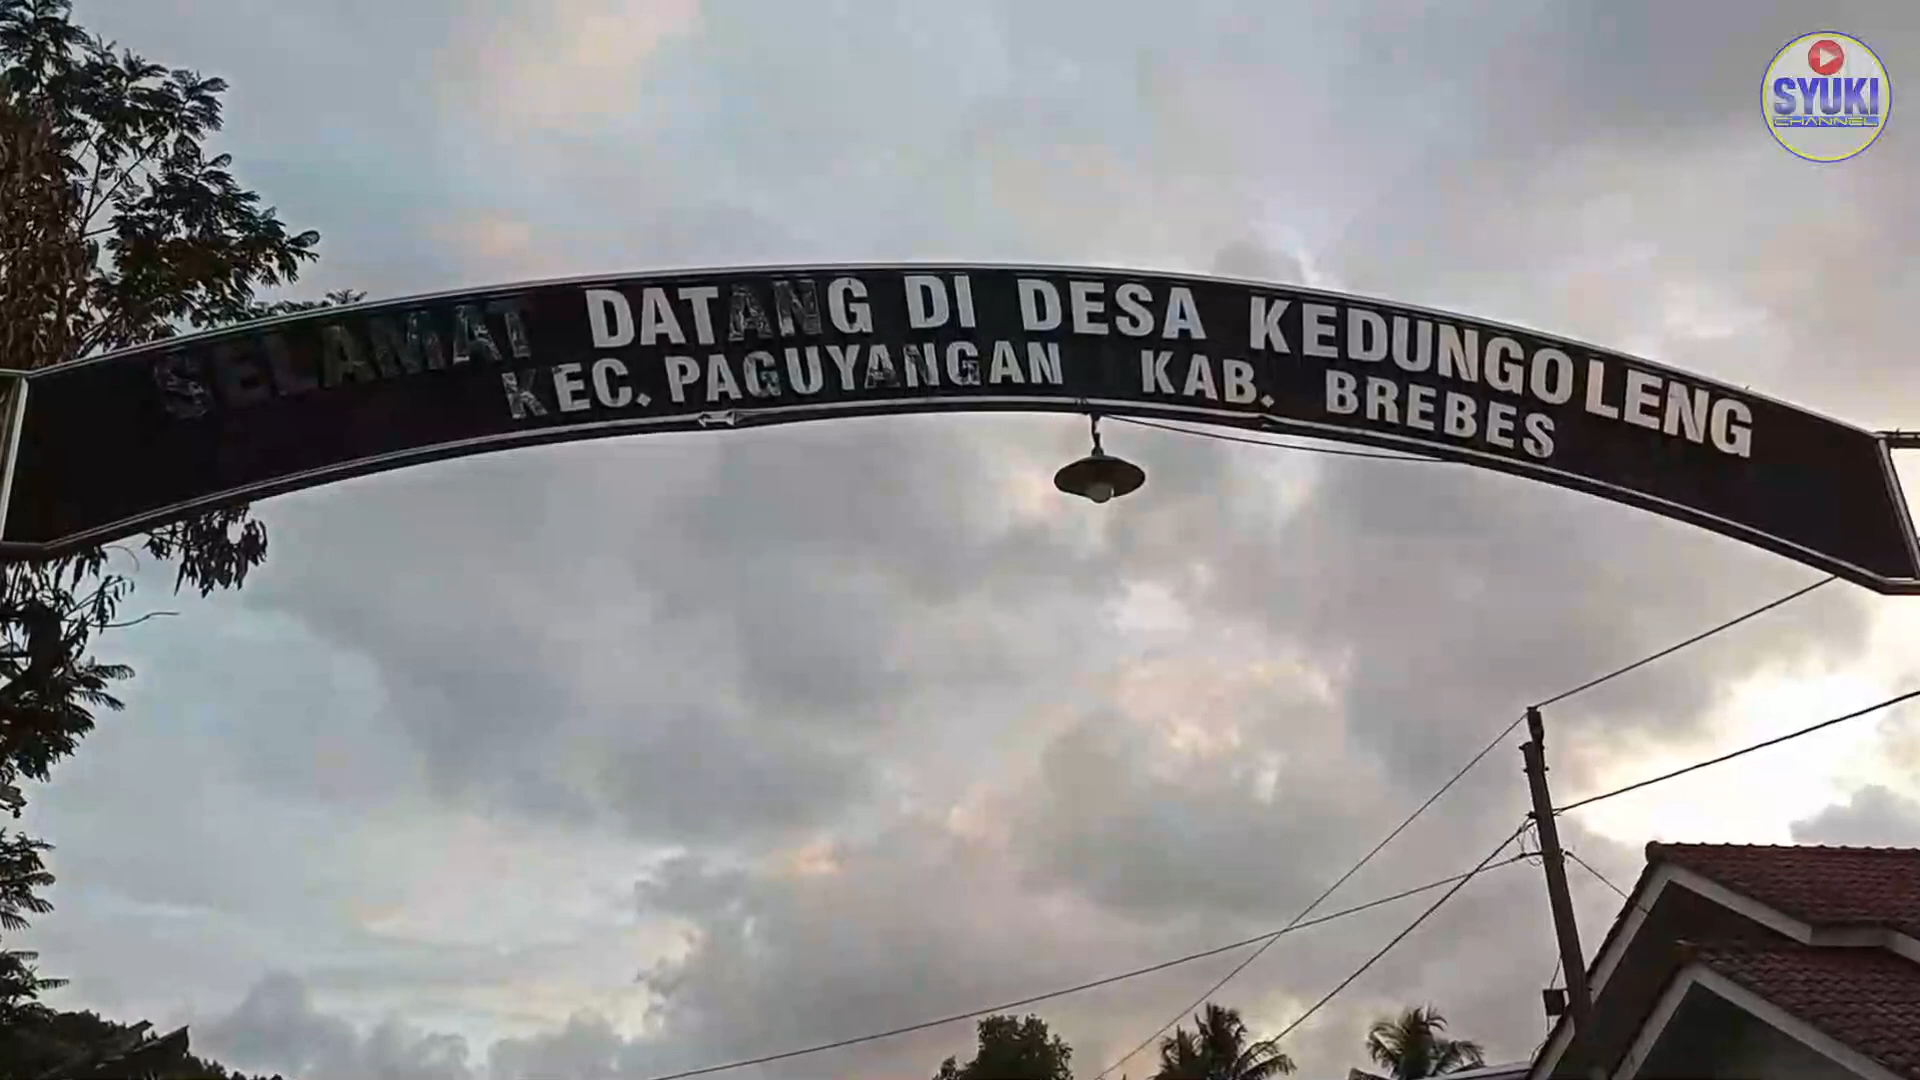 SELAMAT DATANG DI DESA KEDUNGOLENG
KEC. PAGUYANGAN KAB. BREBES
SYUKI
CHANNEL